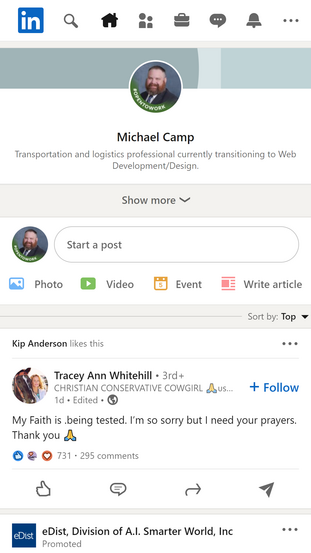 in
Michael Camp
Transportation and logistics professional currently transitioning to Web
Development/Design.
Show more
Start a post
Photo Video Event Write article
Sort by: Top
Kip Anderson likes this
Tracey Ann Whitehill • 3rd+
CHRISTIAN CONSERVATIVE COWGIRL 🙏us...
+ Follow
1d • Edited •
My Faith is .being tested. I'm so sorry but I need your prayers.
Thank you 🙏
731 • 295 comments
eDist
eDist, Division of A.I. Smarter World, Inc
Promoted